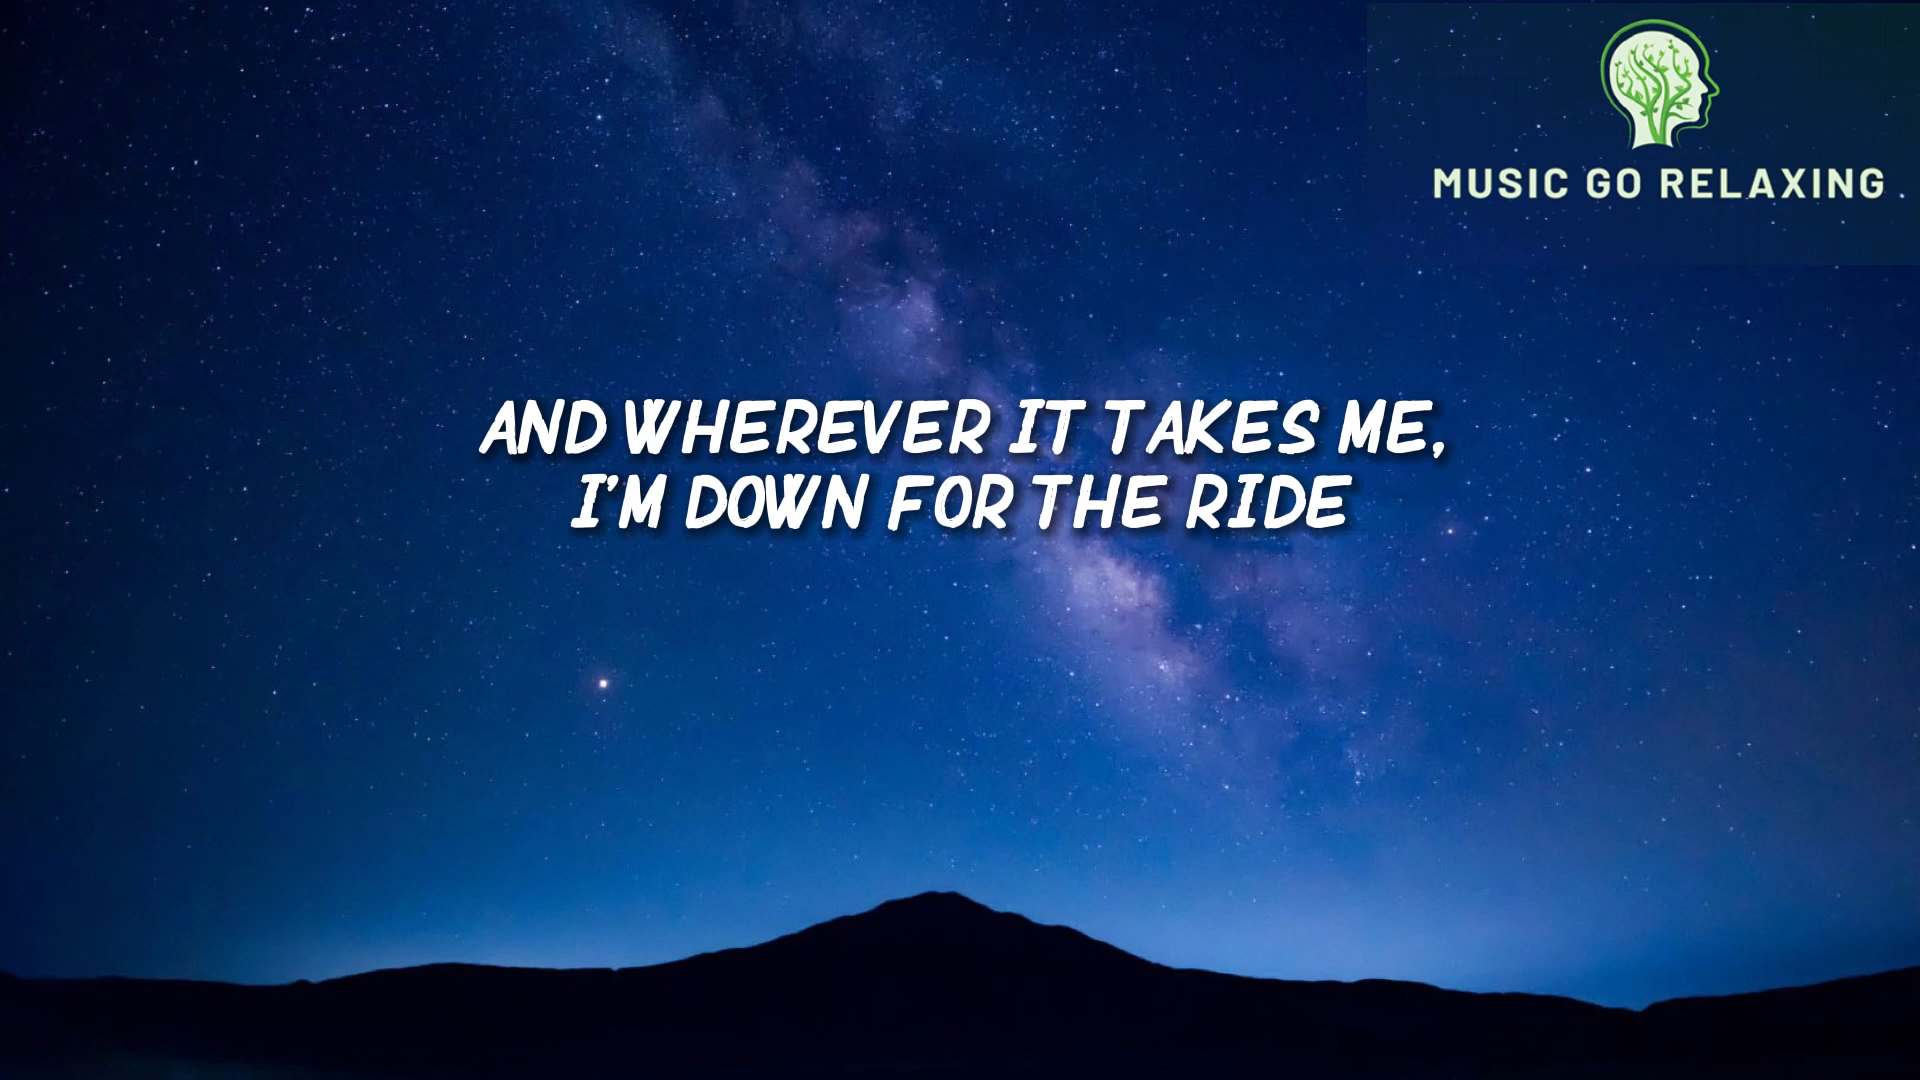 MUSIC GO RELAXING
AND WHEREVER IT TAKES ME,
I'M DOWN FOR THE RIDE